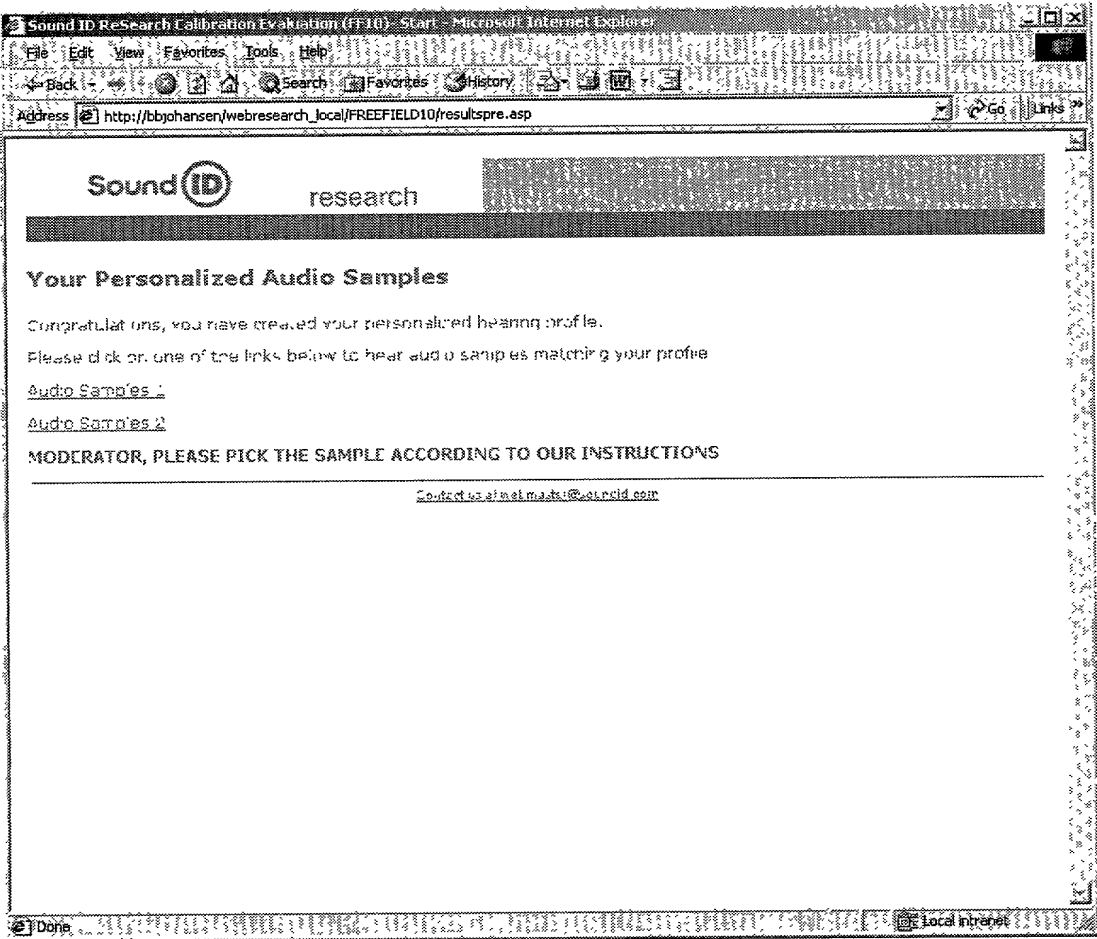 Sound ID ReSearch Calibration Evaluation (FF10) Start - Microsoft Internet Explorer
File Edit View Favorites Tools Help
Back Search Favorites History
Address http://bbjohansen/webresearch_local/FREEFIELD10/resultspre.asp Go Links »
Sound ID research
Your Personalized Audio Samples
Congratulations, you have created your personalized hearing profile.
Please click on one of the links below to hear audio samples matching your profile
Audio Samples 1
Audio Samples 2
MODERATOR, PLEASE PICK THE SAMPLE ACCORDING TO OUR INSTRUCTIONS
Contact us at
Done Local intranet